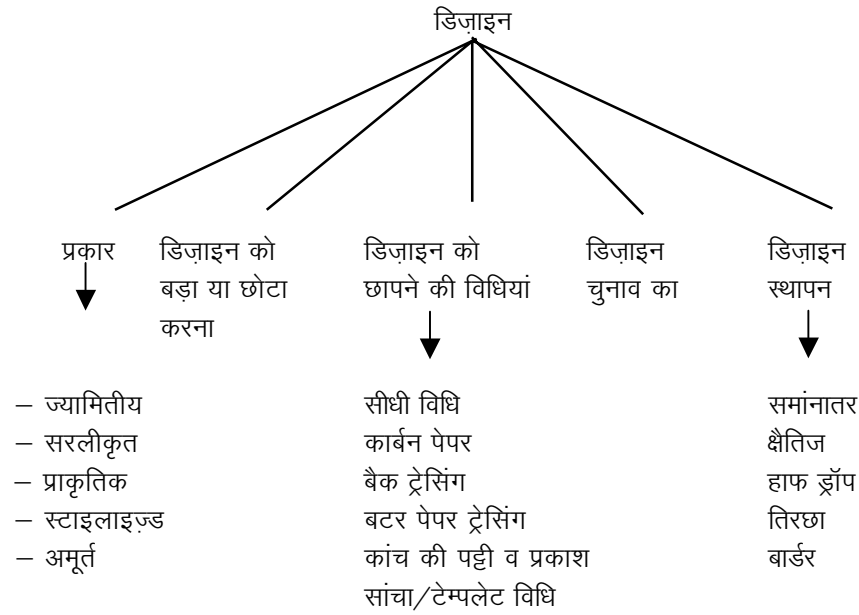 डिज़ाइन
प्रकार
डिज़ाइन को
बड़ा या छोटा
करना
डिज़ाइन को
छापने की विधियां
डिज़ाइन
चुनाव का
डिज़ाइन
स्थापन
– ज्यामितीय
– सरलीकृत
– प्राकृतिक
– स्टाइलाइज़्ड
– अमूर्त
सीधी विधि
कार्बन पेपर
बैक ट्रेसिंग
बटर पेपर ट्रेसिंग
कांच की पट्टी व प्रकाश
सांचा/टेम्पलेट विधि
समांनातर
क्षैतिज
हाफ ड्रॉप
तिरछा
बार्डर